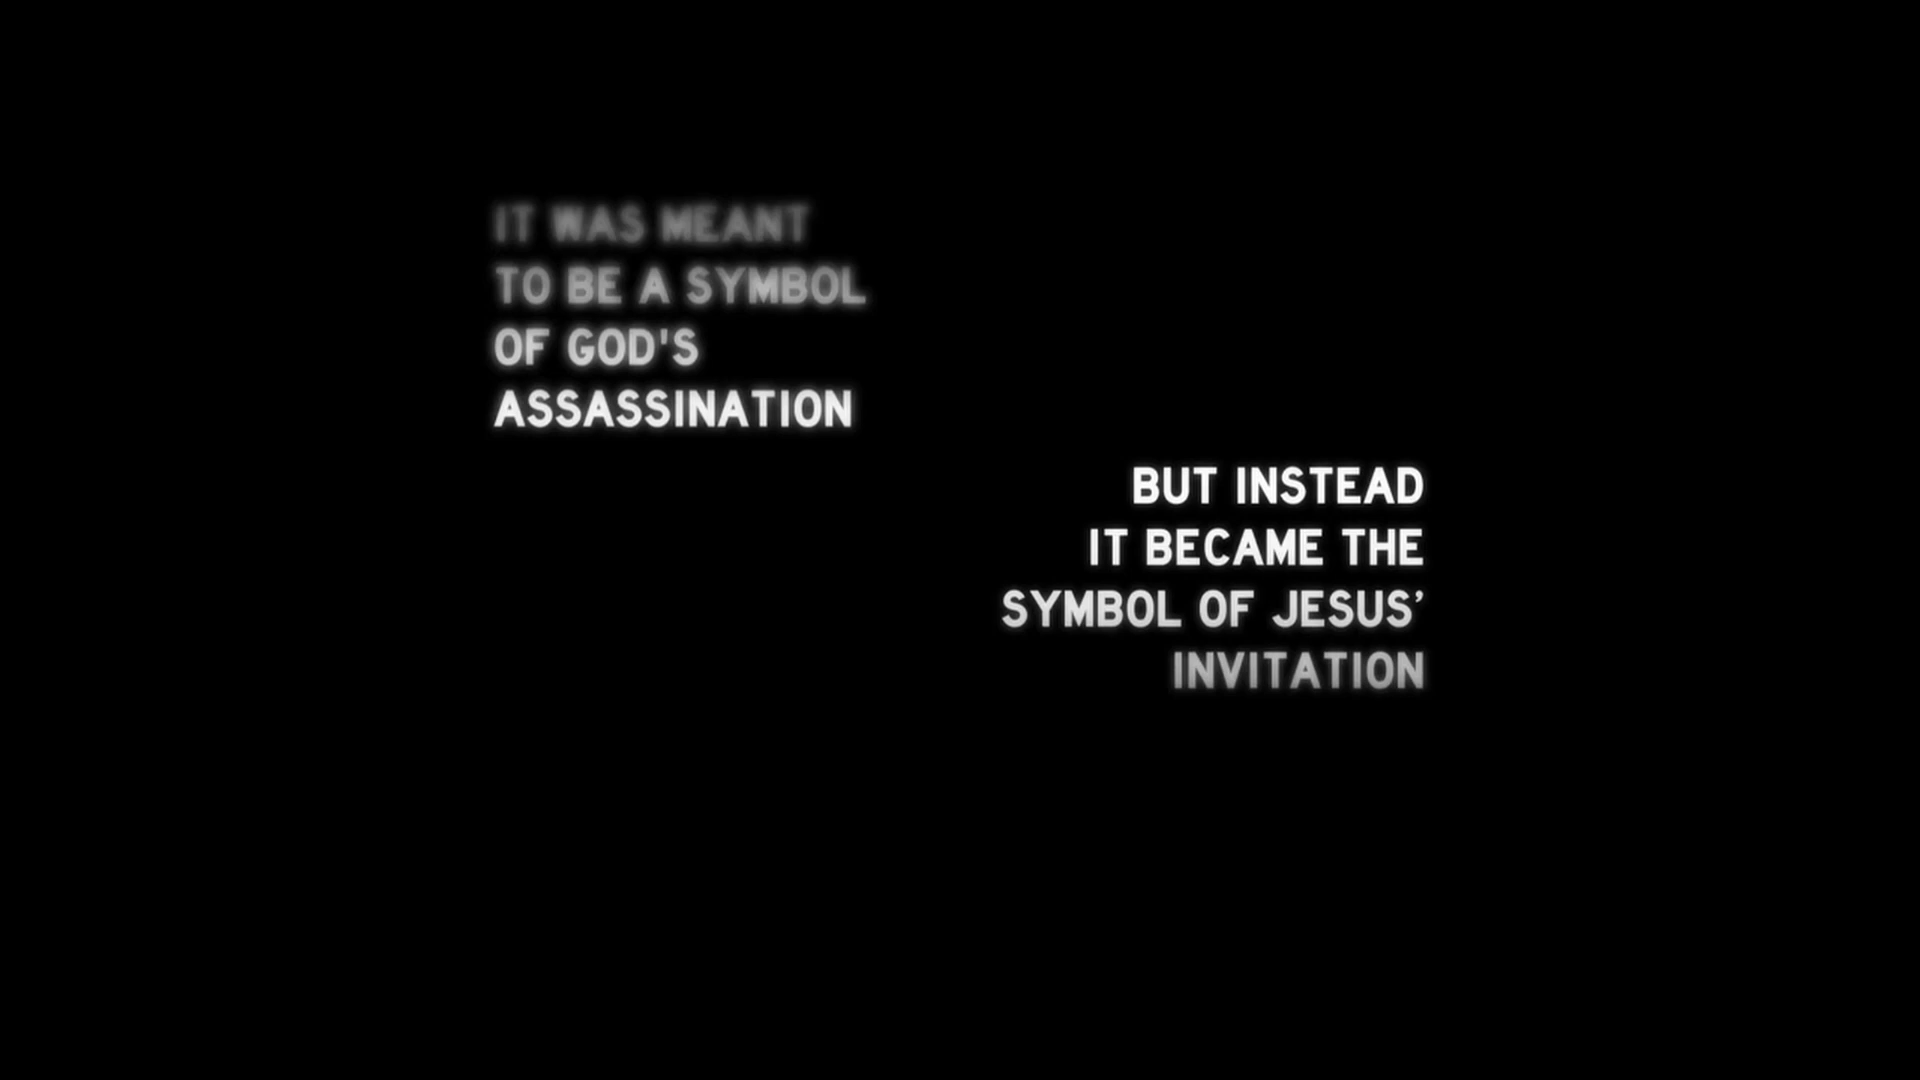 IT WAS MEANT
TO BE A SYMBOL
OF GOD'S
ASSASSINATION
BUT INSTEAD
IT BECAME THE
SYMBOL OF JESUS’
INVITATION